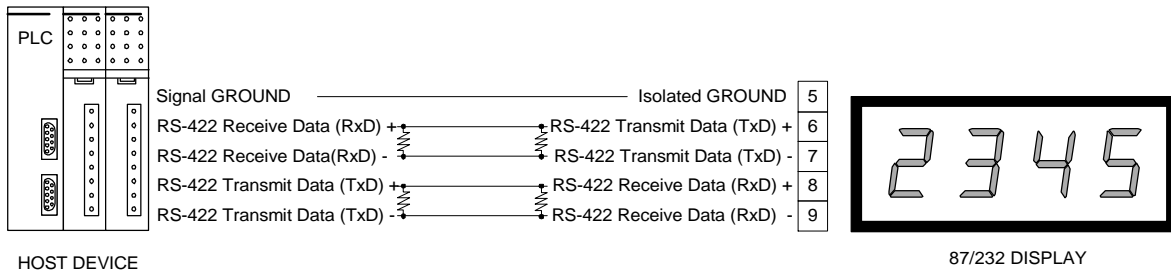 PLC
Signal GROUND Isolated GROUND 5
RS-422 Receive Data (RxD) + RS-422 Transmit Data (TxD) + 6
RS-422 Receive Data(RxD) - RS-422 Transmit Data (TxD) - 7
RS-422 Transmit Data (TxD) + RS-422 Receive Data (RxD) + 8
RS-422 Transmit Data (TxD) - RS-422 Receive Data (RxD) - 9
2345
HOST DEVICE
87/232 DISPLAY